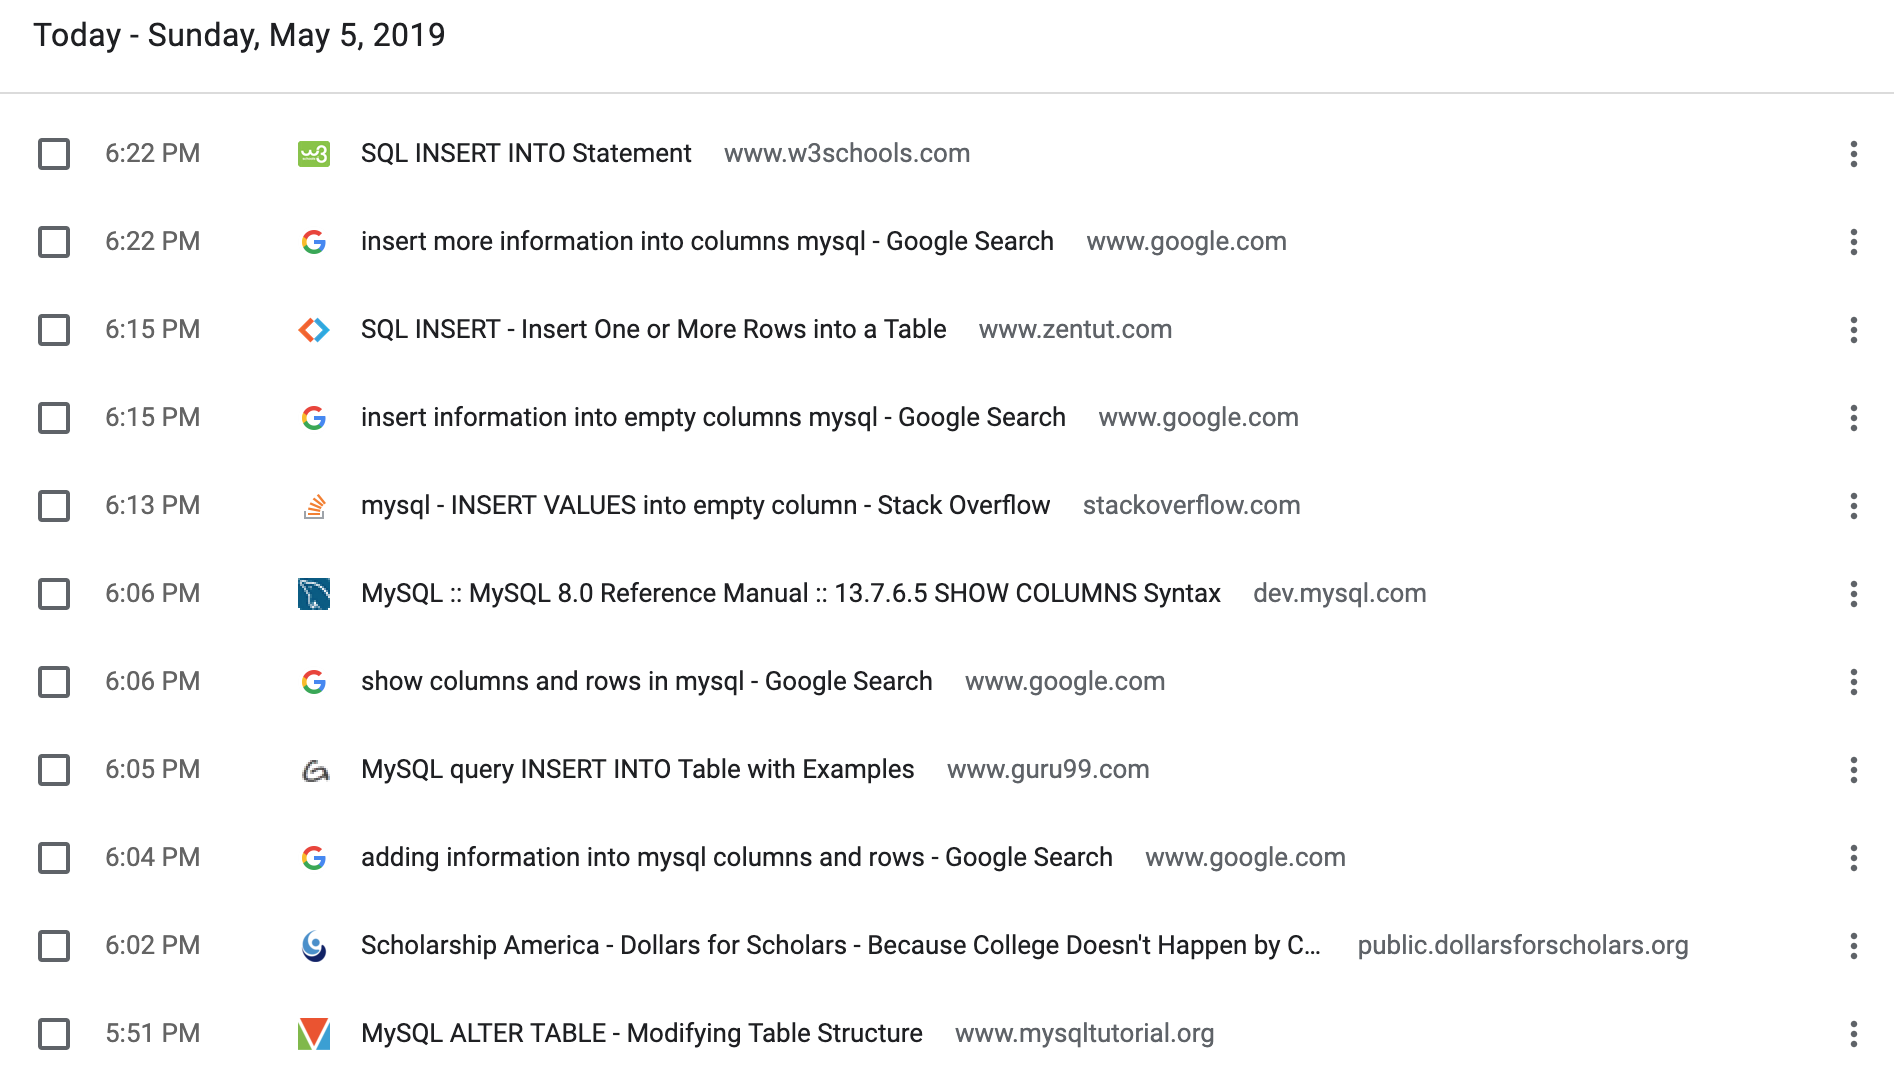 Today - Sunday, May 5, 2019
6:22 PM SQL INSERT INTO Statement www.w3schools.com
6:22 PM insert more information into columns mysql - Google Search www.google.com
6:15 PM SQL INSERT - Insert One or More Rows into a Table www.zentut.com
6:15 PM insert information into empty columns mysql - Google Search www.google.com
6:13 PM mysql - INSERT VALUES into empty column - Stack Overflow stackoverflow.com
6:06 PM MySQL :: MySQL 8.0 Reference Manual :: 13.7.6.5 SHOW COLUMNS Syntax dev.mysql.com
6:06 PM show columns and rows in mysql - Google Search www.google.com
6:05 PM MySQL query INSERT INTO Table with Examples www.guru99.com
6:04 PM adding information into mysql columns and rows - Google Search www.google.com
6:02 PM Scholarship America - Dollars for Scholars - Because College Doesn't Happen by C... public.dollarsforscholars.org
5:51 PM MySQL ALTER TABLE - Modifying Table Structure www.mysqltutorial.org